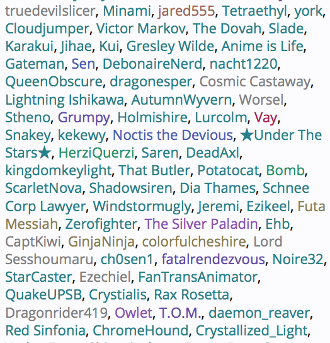 truedevilslicer, Minami, jared555, Tetraethyl, york,
Cloudjumper, Victor Markov, The Dovah, Slade,
Karakui, Jihae, Kui, Gresley Wilde, Anime is Life,
Gateman, Sen, DebonaireNerd, nacht1220,
QueenObscure, dragonesper, Cosmic Castaway,
Lightning Ishikawa, AutumnWyvern, Worsel,
Stheno, Grumpy, Holmishire, Lurcolm, Vay,
Snakey, kekewy, Noctis the Devious, ★Under The
Stars★, HerziQuerzi, Saren, DeadAxl,
kingdomkeylight, That Butler, Potatocat, Bomb,
ScarletNova, Shadowsiren, Dia Thames, Schnee
Corp Lawyer, Windstormugly, Jeremi, Ezikeel, Futa
Messiah, Zerofighter, The Silver Paladin, Ehb,
CaptKiwi, GinjaNinja, colorfulcheshire, Lord
Sesshoumaru, ch0sen1, fatalrendezvous, Noire32,
StarCaster, Ezechiel, FanTransAnimator,
QuakeUPSB, Crystialis, Rax Rosetta,
Dragonrider419, Owlet, T.O.M., daemon_reaver,
Red Sinfonia, ChromeHound, Crystallized_Light,